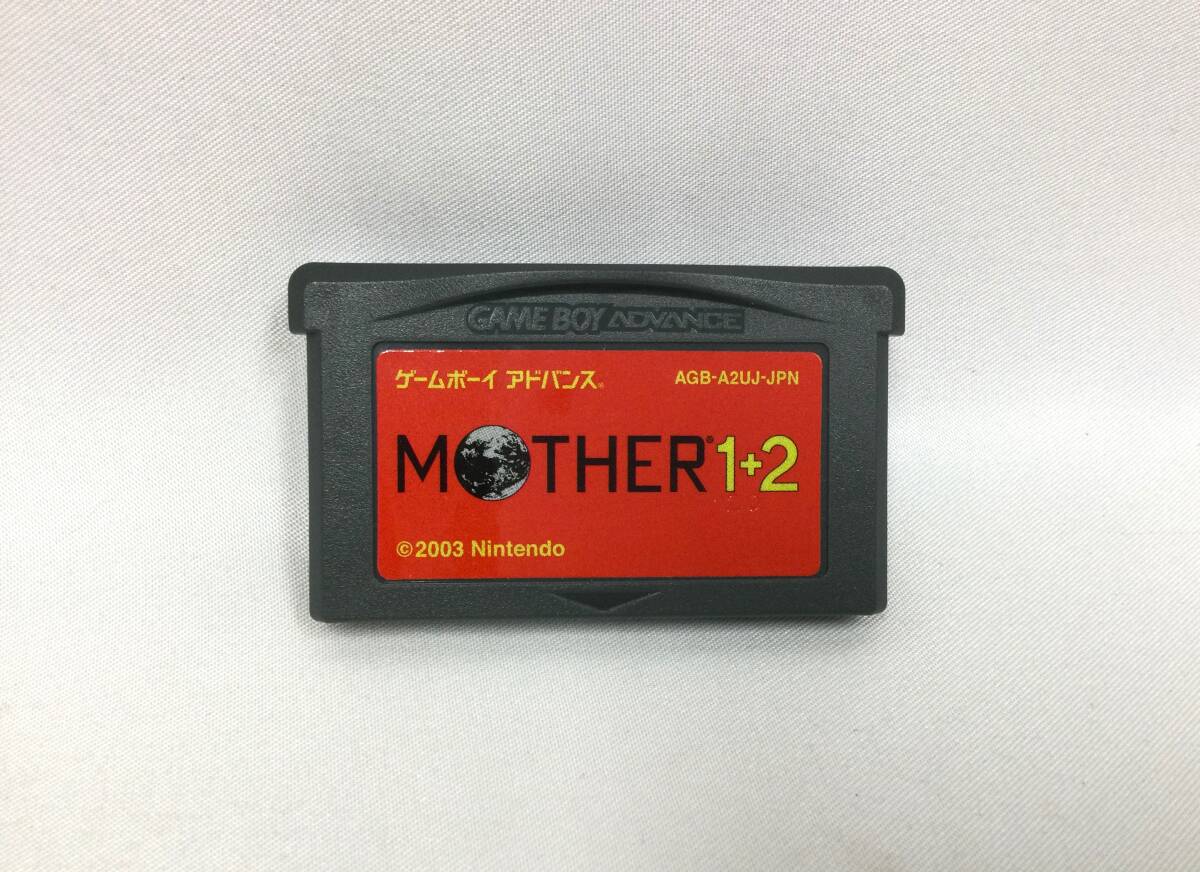 GAME BOY ADVANCE
ゲームボーイ アドバンス® AGB-A2UJ-JPN
MOTHER® 1+2
©2003 Nintendo